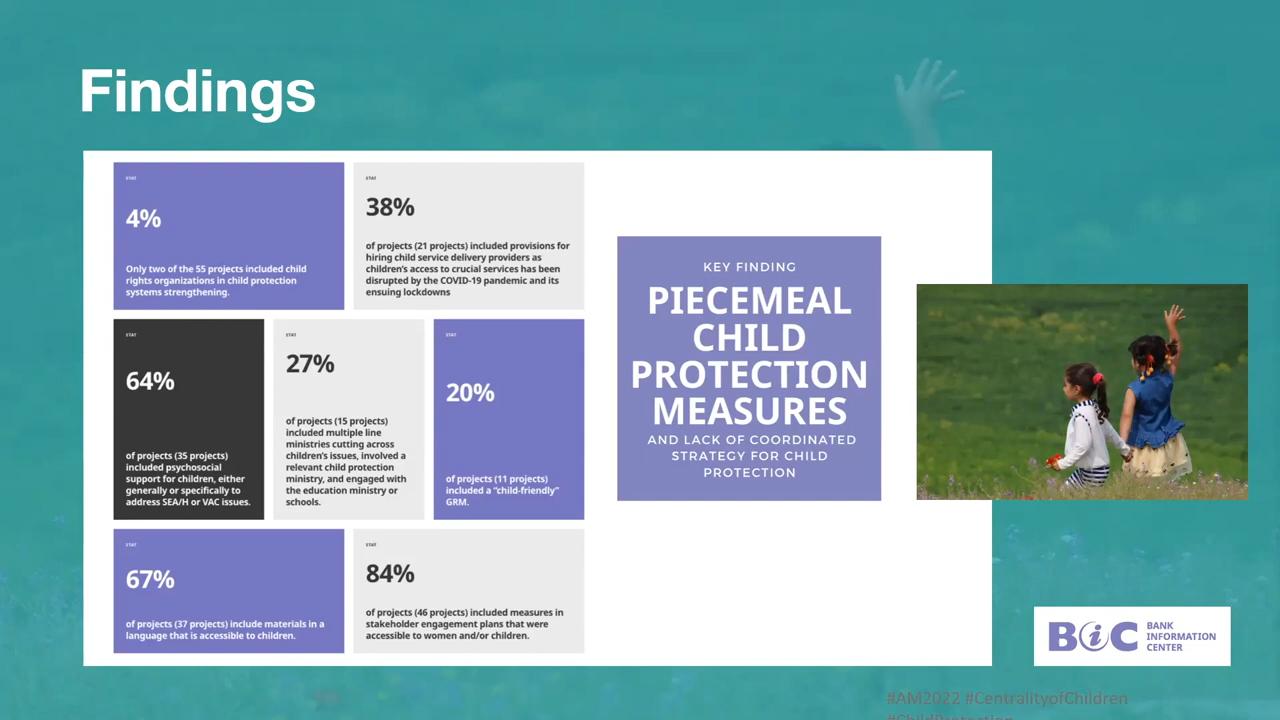 Findings
STAT
4%
Only two of the 55 projects included child
rights organizations in child protection
systems strengthening.
STAT
38%
of projects (21 projects) included provisions for
hiring child service delivery providers as
children's access to crucial services has been
disrupted by the COVID-19 pandemic and its
ensuing lockdowns
STAT
64%
of projects (35 projects)
included psychosocial
support for children, either
generally or specifically to
address SEA/H or VAC issues.
STAT
27%
of projects (15 projects)
included multiple line
ministries cutting across
children's issues, involved a
relevant child protection
ministry, and engaged with
the education ministry or
schools.
STAT
20%
of projects (11 projects)
included a "child-friendly"
GRM.
STAT
67%
of projects (37 projects) include materials in a
language that is accessible to children.
STAT
84%
of projects (46 projects) included measures in
stakeholder engagement plans that were
accessible to women and/or children.
KEY FINDING
PIECEMEAL
CHILD
PROTECTION
MEASURES
AND LACK OF COORDINATED
STRATEGY FOR CHILD
PROTECTION
BiC
BANK
INFORMATION
CENTER
#AM2022 #CentralityofChildren
#ChildProtection